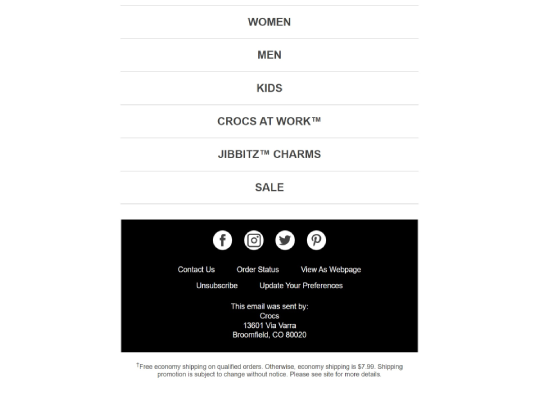 WOMEN
MEN
KIDS
CROCS AT WORK™
JIBBITZ™ CHARMS
SALE
Contact Us Order Status View As Webpage
Unsubscribe Update Your Preferences
This email was sent by:
Crocs
13601 Via Varra
Broomfield, CO 80020
†Free economy shipping on qualified orders. Otherwise, economy shipping is $7.99. Shipping
promotion is subject to change without notice. Please see site for more details.